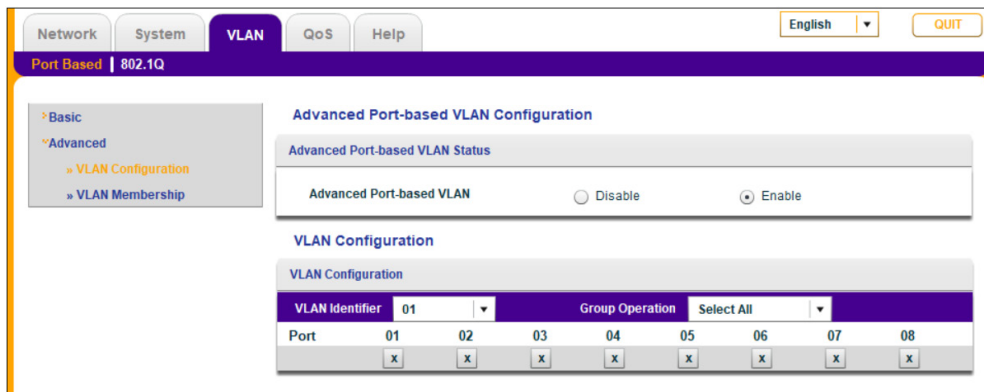 Network System VLAN QoS Help English QUIT
Port Based | 802.1Q
Basic
Advanced
» VLAN Configuration
» VLAN Membership
Advanced Port-based VLAN Configuration
Advanced Port-based VLAN Status
Advanced Port-based VLAN Disable Enable
VLAN Configuration
VLAN Configuration
VLAN Identifier 01 Group Operation Select All
Port 01 02 03 04 05 06 07 08
x x x x x x x x